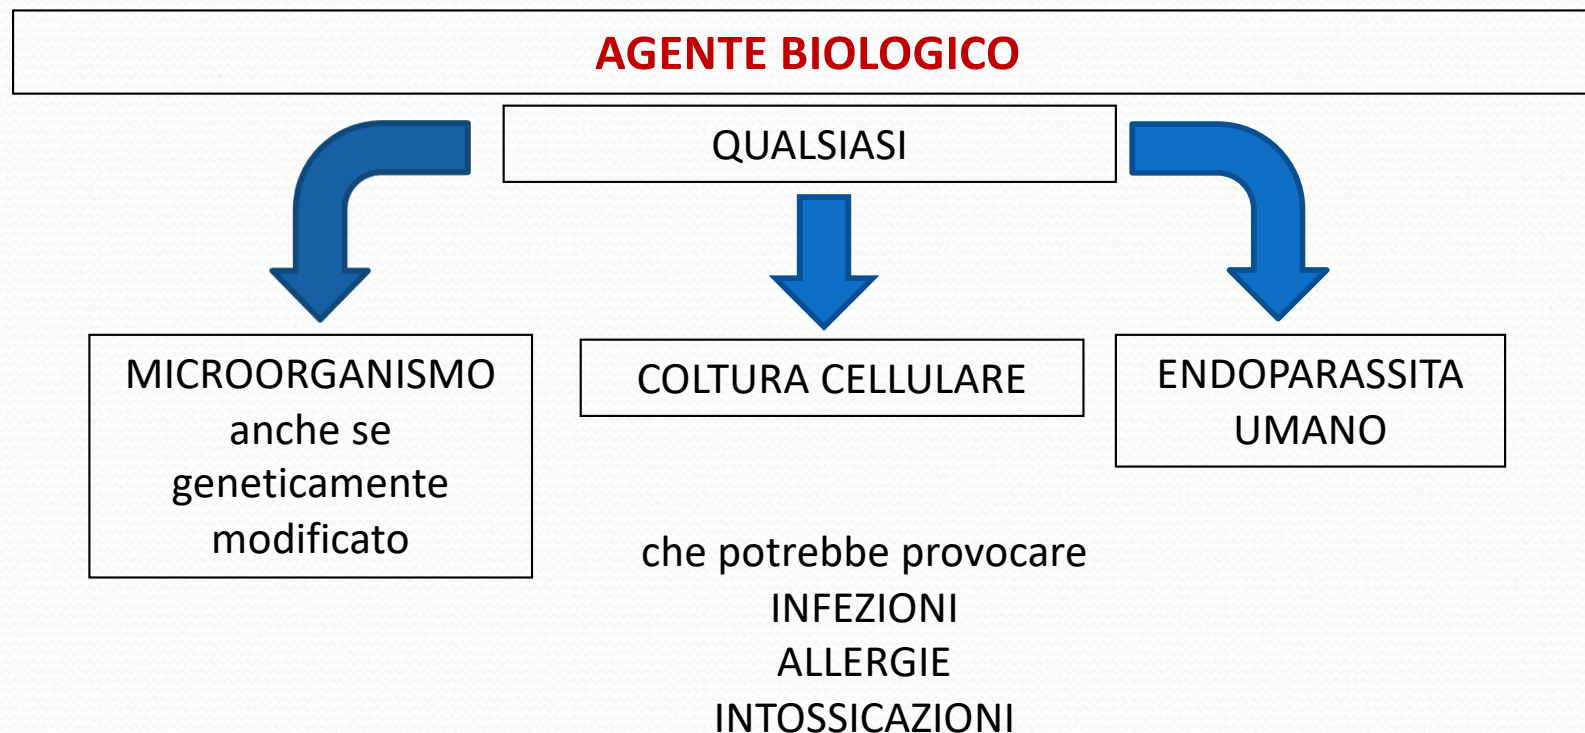 AGENTE BIOLOGICO
QUALSIASI
MICROORGANISMO
anche se
geneticamente
modificato
COLTURA CELLULARE
ENDOPARASSITA
UMANO
che potrebbe provocare
INFEZIONI
ALLERGIE
INTOSSICAZIONI